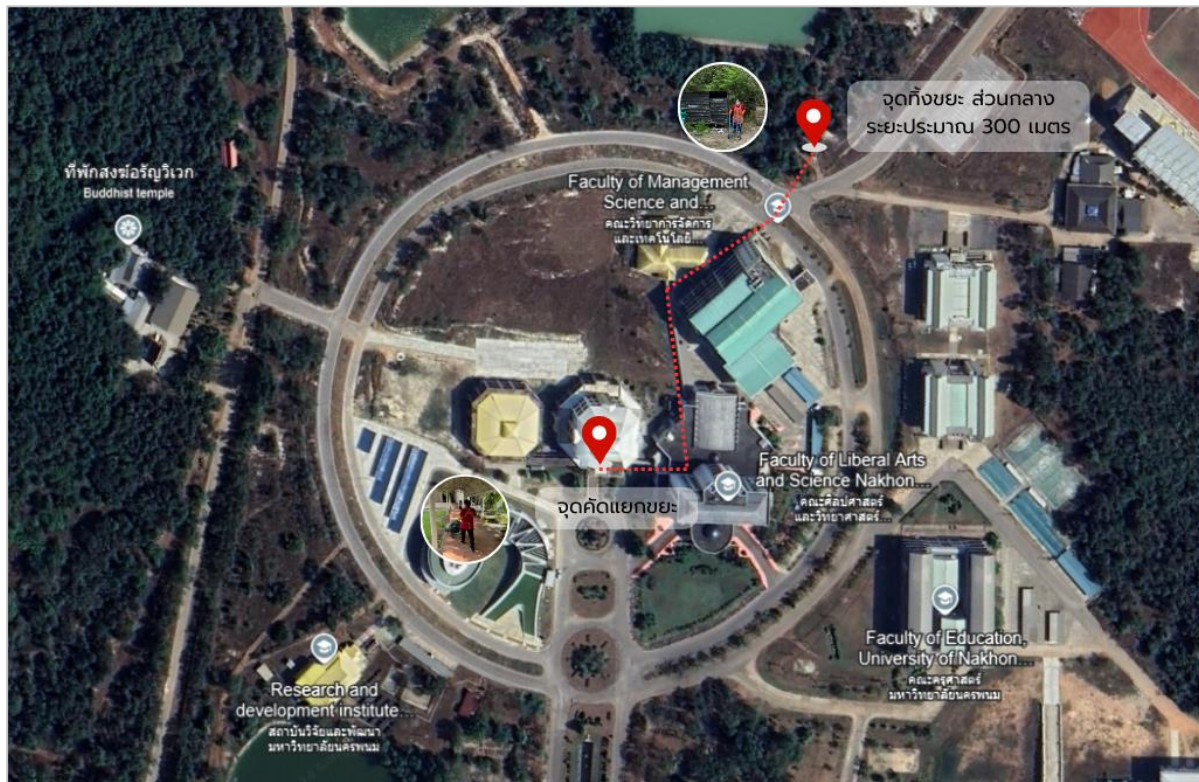 จุดทิ้งขยะ ส่วนกลาง
ระยะประมาณ 300 เมตร
ที่พักสงฆ์อรัญวิเวก
Buddhist temple
Faculty of Management
Science and...
คณะวิทยาการจัดการ
และเทคโนโลยี...
Faculty of Liberal Arts
and Science Nakhon...
คณะศิลปศาสตร์
และวิทยาศาสตร์...
จุดคัดแยกขยะ
Faculty of Education,
University of Nakhon...
คณะครุศาสตร์
มหาวิทยาลัยนครพนม
Research and
development institute...
สถาบันวิจัยและพัฒนา
มหาวิทยาลัยนครพนม